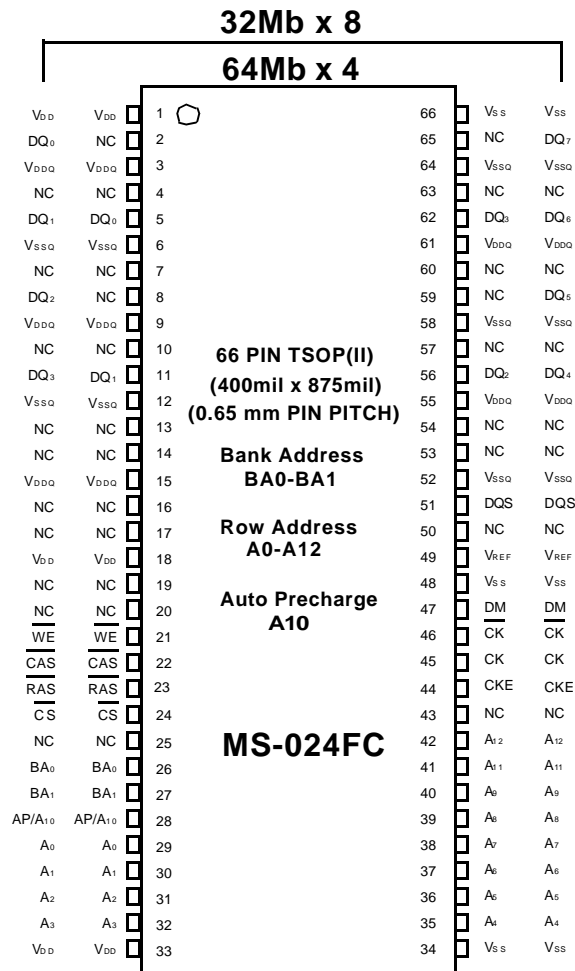 32Mb x 8
64Mb x 4
VDD VDD 1 66 VSS VSS
DQ0 NC 2 65 NC DQ7
VDDQ VDDQ 3 64 VSSQ VSSQ
NC NC 4 63 NC NC
DQ1 DQ0 5 62 DQ3 DQ6
VSSQ VSSQ 6 61 VDDQ VDDQ
NC NC 7 60 NC NC
DQ2 NC 8 59 NC DQ5
VDDQ VDDQ 9 58 VSSQ VSSQ
NC NC 10 57 NC NC
66 PIN TSOP(II)
DQ3 DQ1 11 56 DQ2 DQ4
(400mil x 875mil)
VSSQ VSSQ 12 55 VDDQ VDDQ
(0.65 mm PIN PITCH)
NC NC 13 54 NC NC
NC NC 14 53 NC NC
Bank Address
VDDQ VDDQ 15 52 VSSQ VSSQ
BA0-BA1
NC NC 16 51 DQS DQS
NC NC 17 50 NC NC
Row Address
VDD VDD 18 49 VREF VREF
A0-A12
NC NC 19 48 VSS VSS
Auto Precharge
NC NC 20 47 DM DM
A10
WE WE 21 46 CK CK
CAS CAS 22 45 CK CK
RAS RAS 23 44 CKE CKE
CS CS 24 43 NC NC
NC NC 25 42 A12 A12
MS-024FC
BA0 BA0 26 41 A11 A11
BA1 BA1 27 40 A9 A9
AP/A10 AP/A10 28 39 A8 A8
A0 A0 29 38 A7 A7
A1 A1 30 37 A6 A6
A2 A2 31 36 A5 A5
A3 A3 32 35 A4 A4
VDD VDD 33 34 VSS VSS